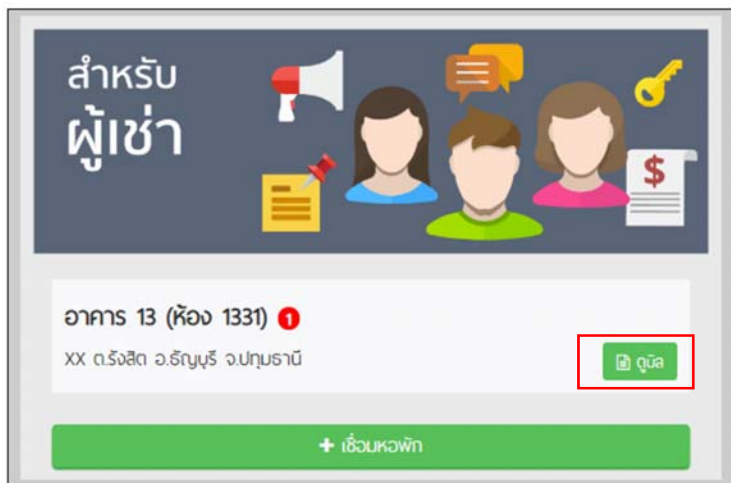 สำหรับ
ผู้เช่า
$
อาคาร 13 (ห้อง 1331) 1
XX ต.รังสิต อ.ธัญบุรี จ.ปทุมธานี
ดูบิล
+ เชื่อมหอพัก